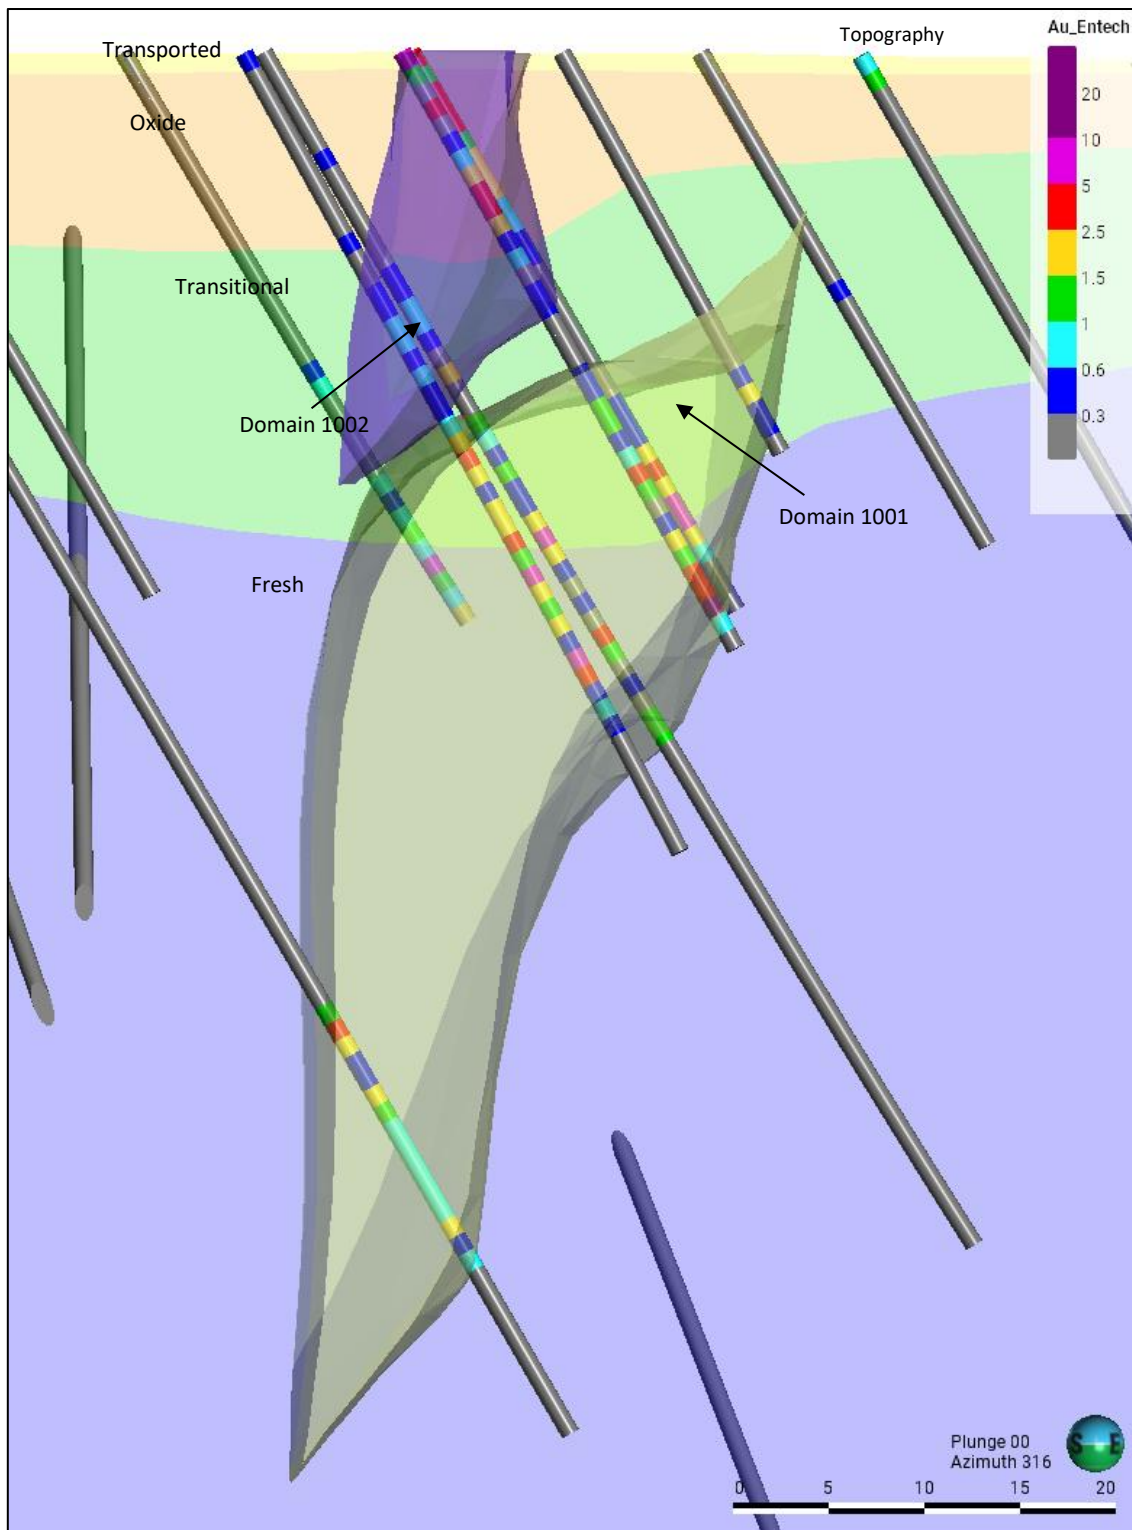 Transported
Topography
Au_Entech
Oxide
20
10
5
2.5
1.5
1
0.6
0.3
Transitional
Domain 1002
Domain 1001
Fresh
Plunge 00
Azimuth 316
S E
0 5 10 15 20